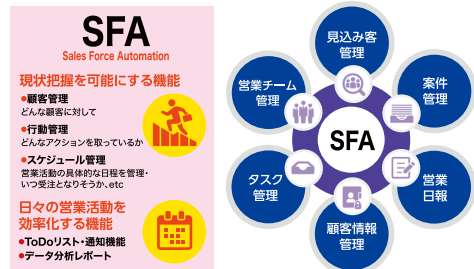 SFA
Sales Force Automation
現状把握を可能にする機能
●顧客管理
どんな顧客に対して
●行動管理
どんなアクションを取っているか
●スケジュール管理
営業活動の具体的な日程を管理・
いつ受注となりそうか、etc
日々の営業活動を
効率化する機能
●ToDoリスト・通知機能
●データ分析レポート
見込み客
管理
営業チーム
管理
案件
管理
SFA
タスク
管理
営業
日報
顧客情報
管理